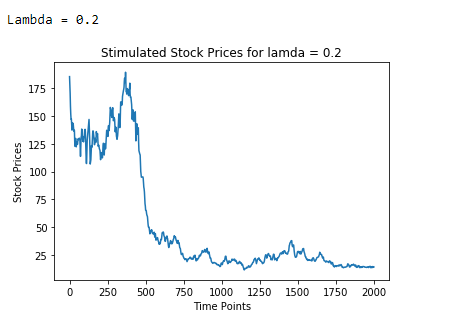 Lambda = 0.2
Stimulated Stock Prices for lamda = 0.2
175
150
125
100
75
50
25
Stock Prices
0 250 500 750 1000 1250 1500 1750 2000
Time Points